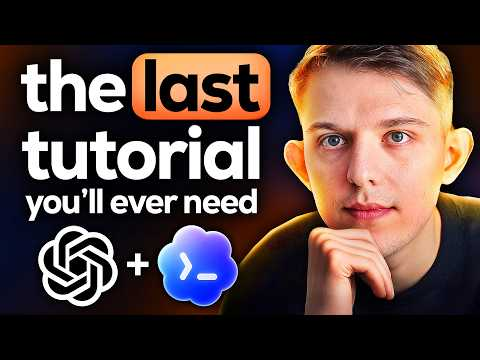 the last
tutorial
you'll ever need
+
>_